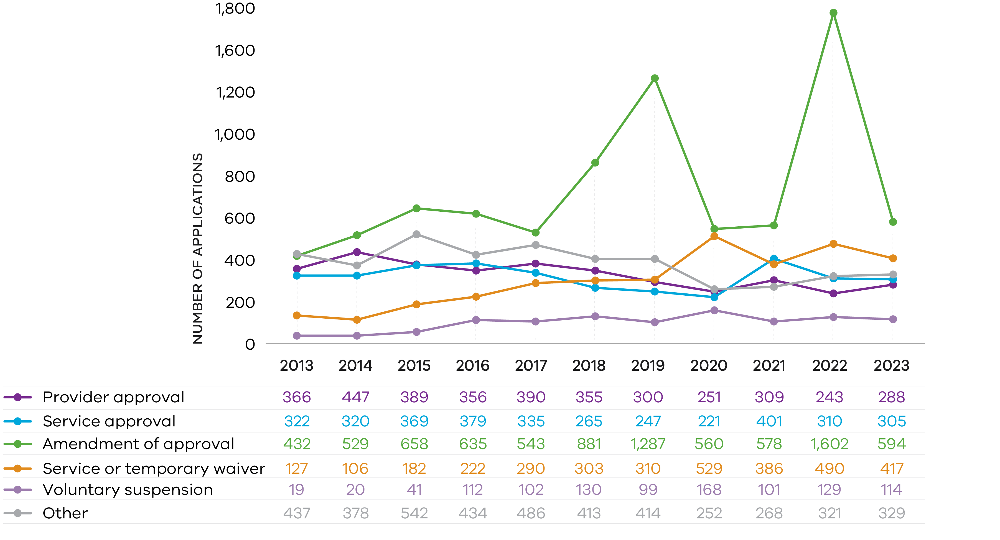 1,800
1,600
1,200
1,000
800
600
400
200
0
NUMBER OF APPLICATIONS
2013 2014 2015 2016 2017 2018 2019 2020 2021 2022 2023
Provider approval 366 447 389 356 390 355 300 251 309 243 288
Service approval 322 320 369 379 335 265 247 221 401 310 305
Amendment of approval 432 529 658 635 543 881 1,287 560 578 1,602 594
Service or temporary waiver 127 106 182 222 290 303 310 529 386 490 417
Voluntary suspension 19 20 41 112 102 130 99 168 101 129 114
Other 437 378 542 434 486 413 414 252 268 321 329